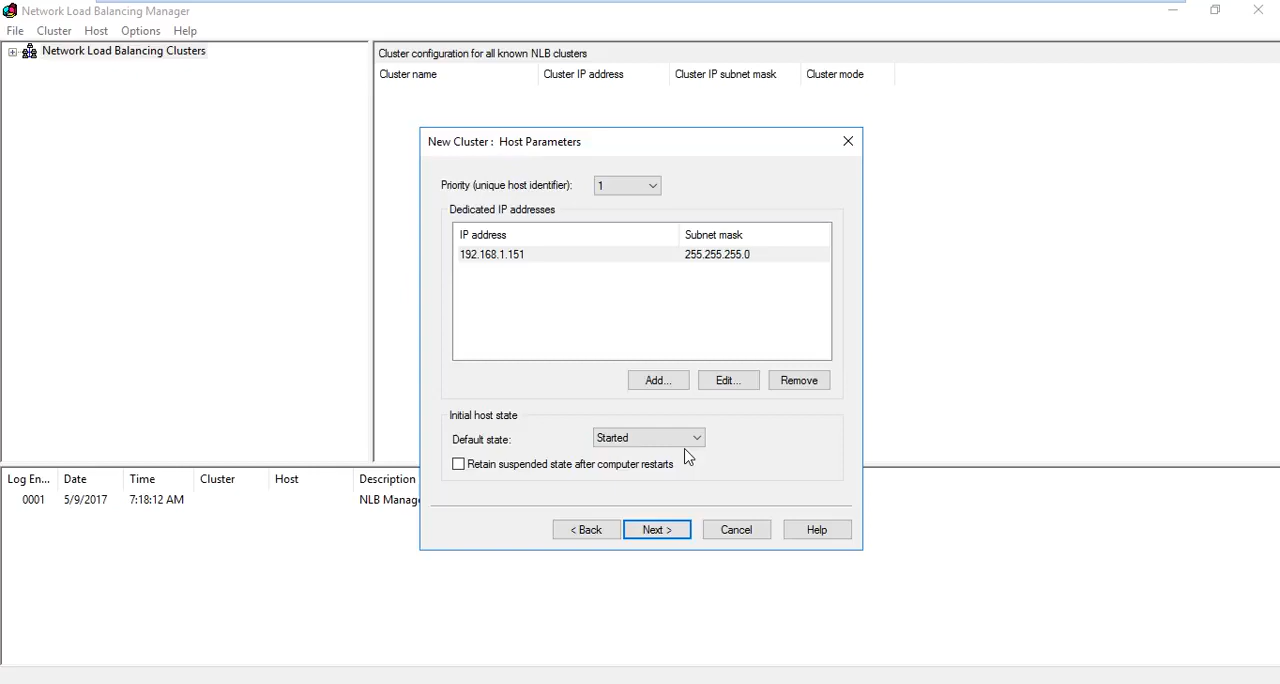 Network Load Balancing Manager
File Cluster Host Options Help
Network Load Balancing Clusters
Cluster configuration for all known NLB clusters
Cluster name Cluster IP address Cluster IP subnet mask Cluster mode
New Cluster : Host Parameters
Priority (unique host identifier): 1
Dedicated IP addresses
IP address Subnet mask
192.168.1.151 255.255.255.0
Add... Edit... Remove
Initial host state
Default state: Started
Retain suspended state after computer restarts
< Back Next > Cancel Help
Log En... Date Time Cluster Host Description
0001 5/9/2017 7:18:12 AM NLB Manag